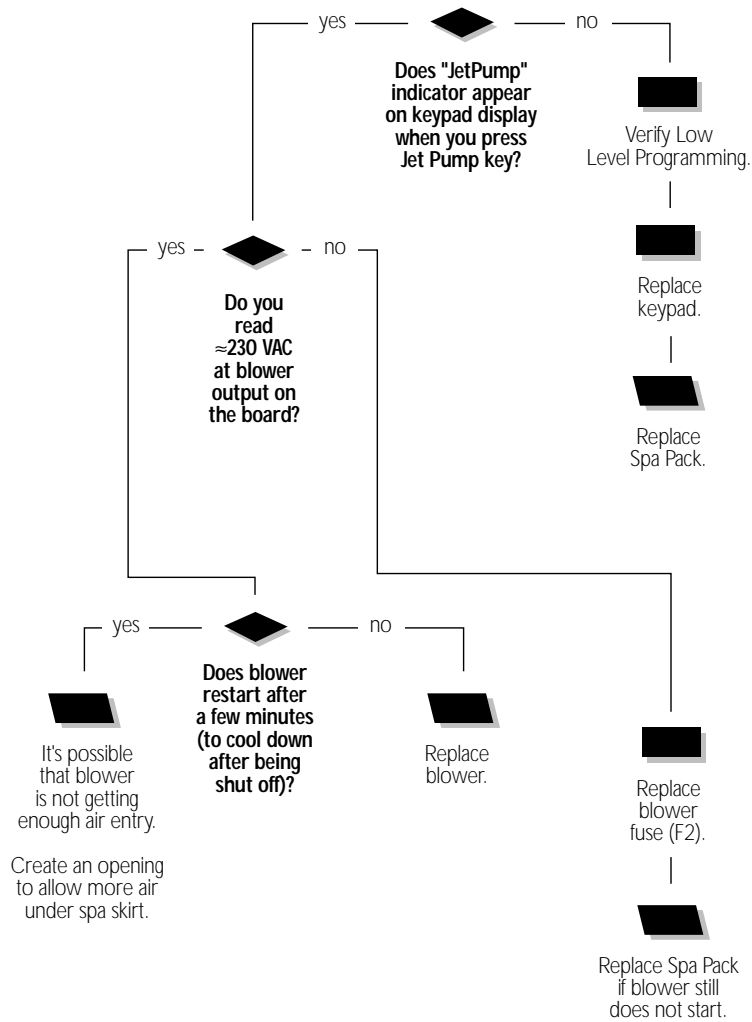 yes
no
Does "JetPump"
indicator appear
on keypad display
when you press
Jet Pump key?
Verify Low
Level Programming.
Replace
keypad.
Replace
Spa Pack.
yes
no
Do you
read
≈230 VAC
at blower
output on
the board?
yes
no
Does blower
restart after
a few minutes
(to cool down
after being
shut off)?
It's possible
that blower
is not getting
enough air entry.
Create an opening
to allow more air
under spa skirt.
Replace
blower.
Replace
blower
fuse (F2).
Replace Spa Pack
if blower still
does not start.